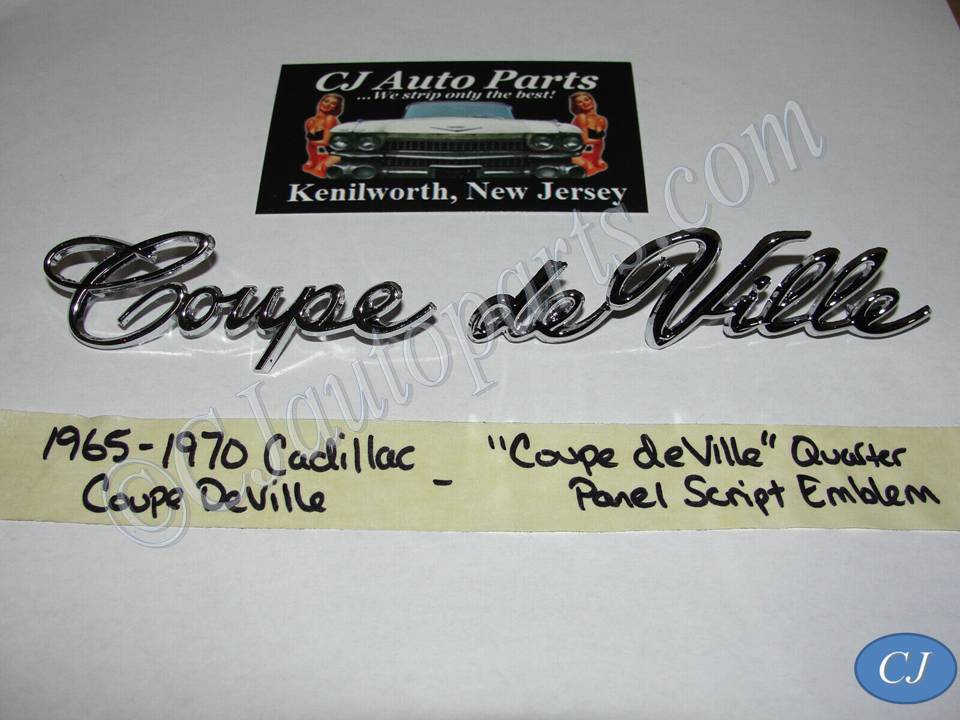 CJ Auto Parts
...We strip only the best!
Kenilworth, New Jersey
Coupe de Ville
1965-1970 Cadillac - "Coupe deVille" Quarter
Coupe DeVille Panel Script Emblem
©CJautoparts.com
CJ